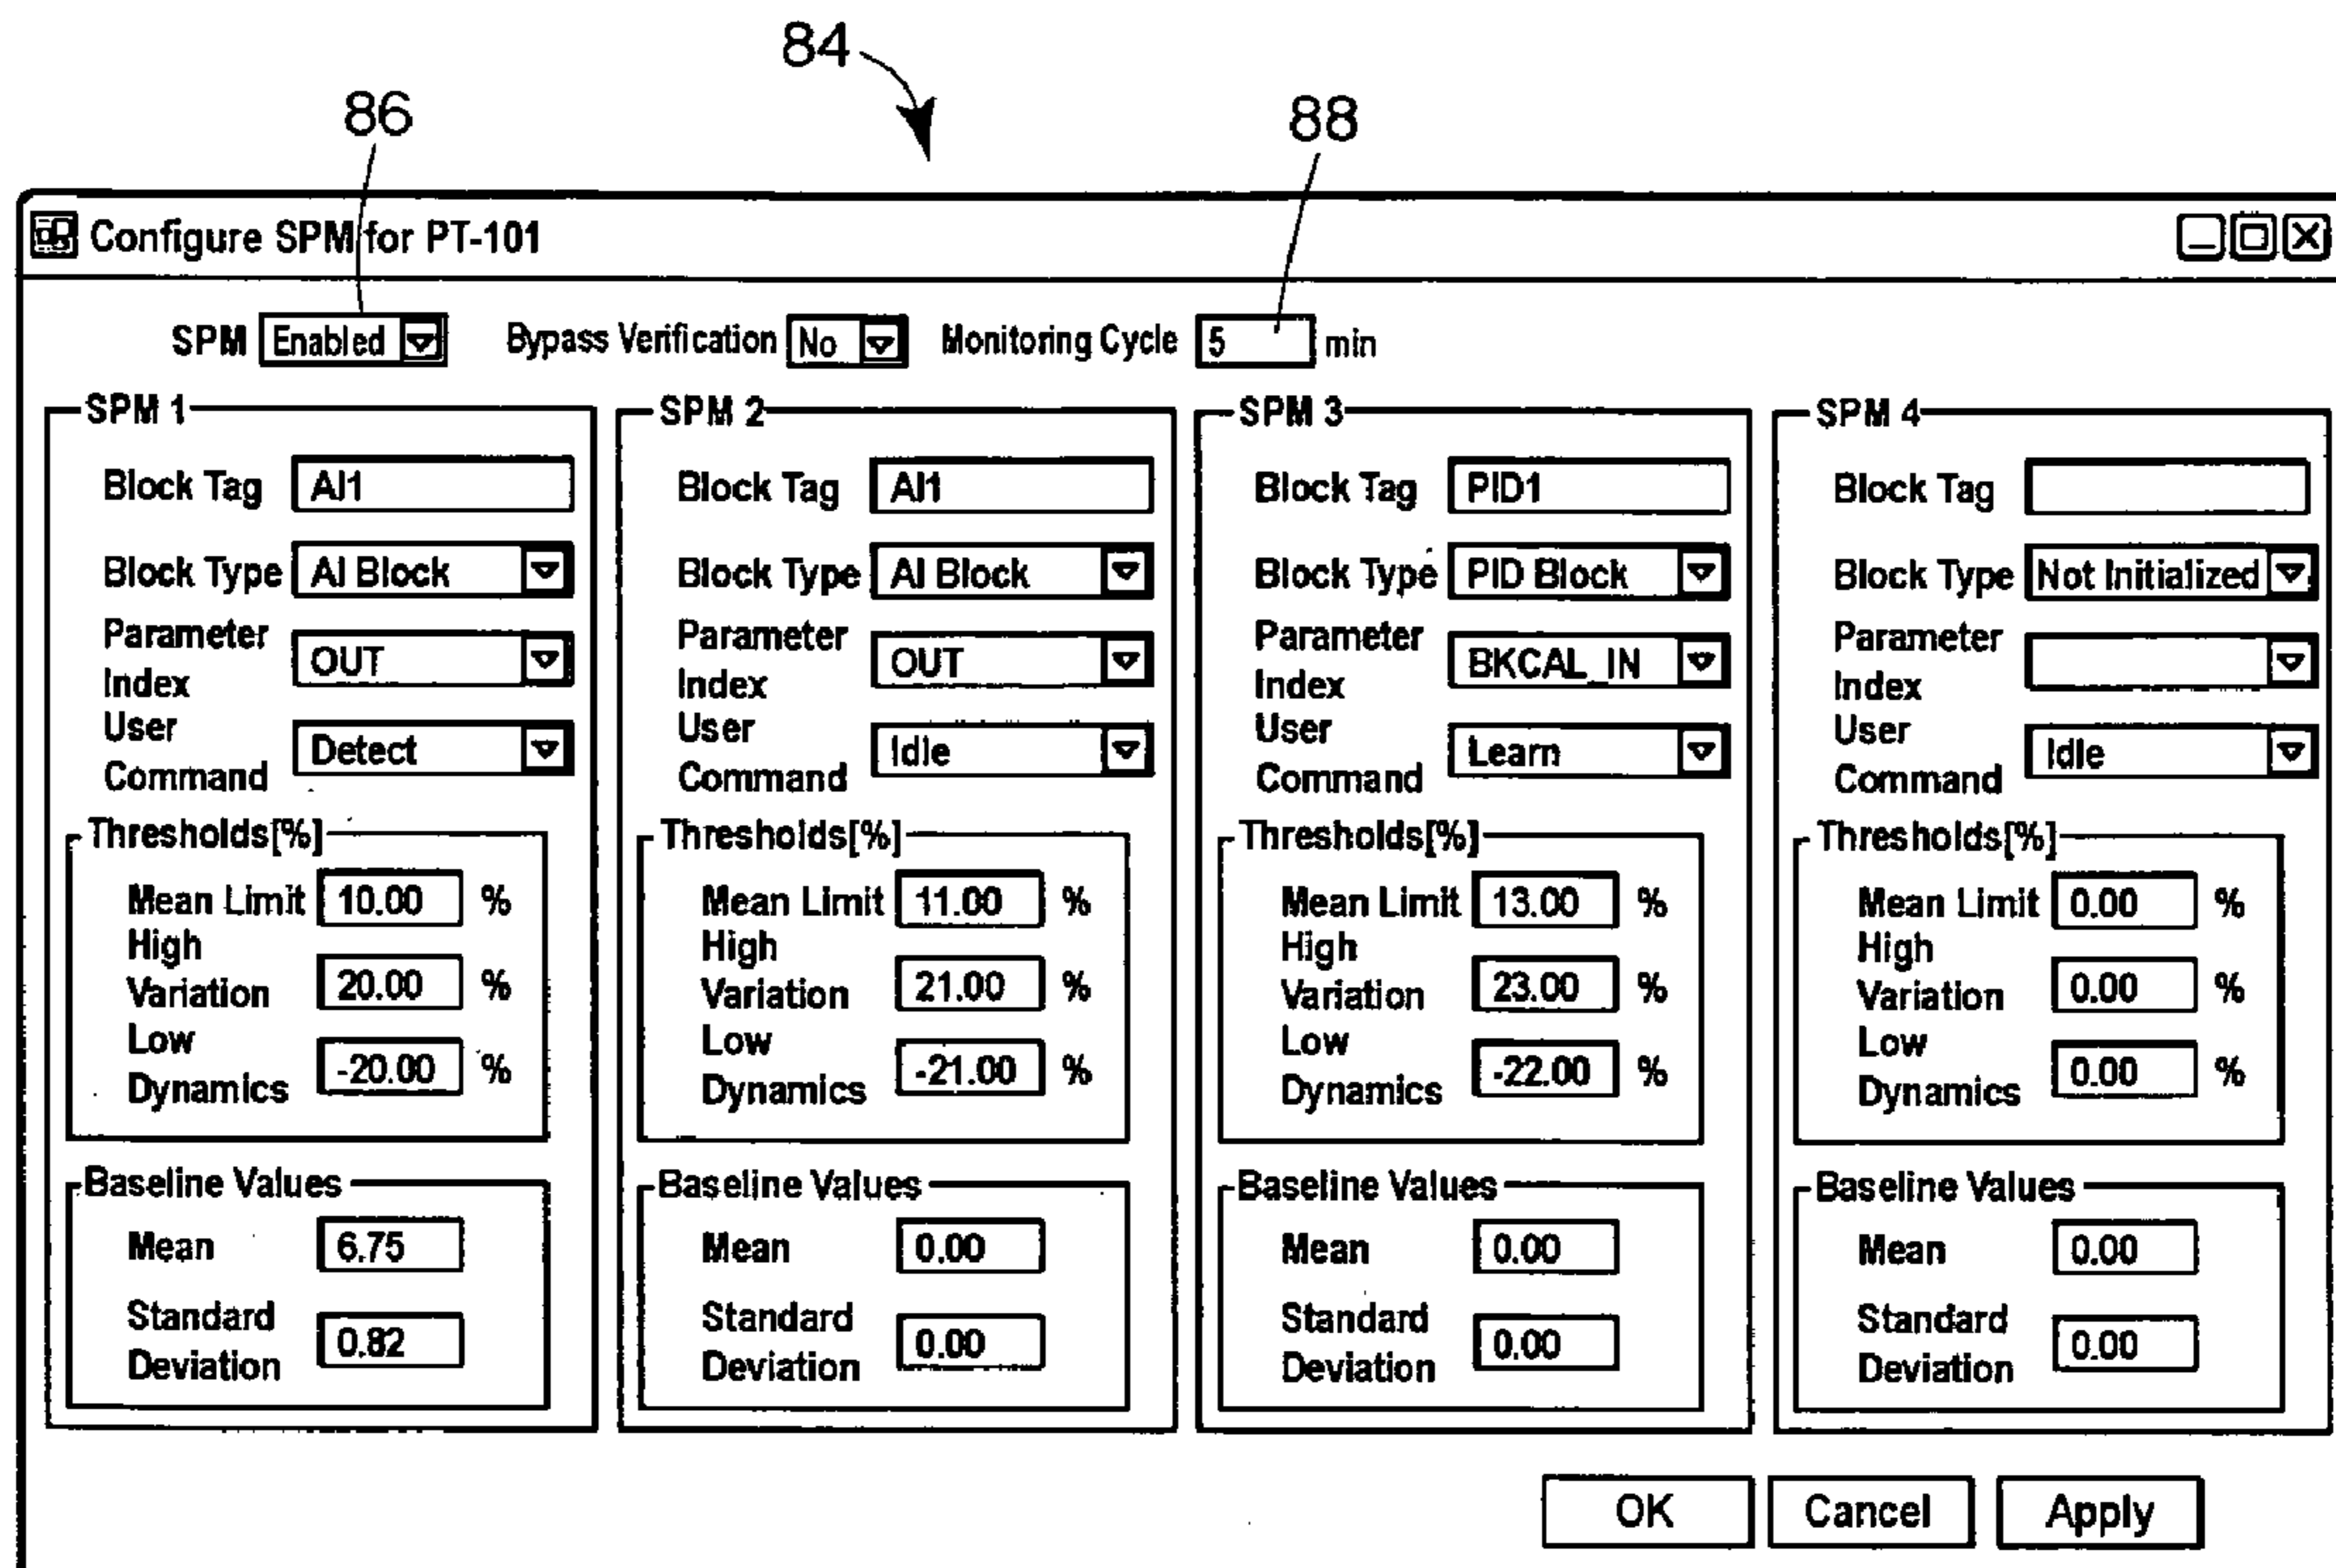 84
86
88
Configure SPM for PT-101
SPM Enabled Bypass Verification No Monitoring Cycle 5 min
SPM 1
Block Tag AI1
Block Type AI Block
Parameter Index OUT
User Command Detect
Thresholds[%]
Mean Limit 10.00 %
High Variation 20.00 %
Low Dynamics -20.00 %
Baseline Values
Mean 6.75
Standard Deviation 0.82
SPM 2
Block Tag AI1
Block Type AI Block
Parameter Index OUT
User Command Idle
Thresholds[%]
Mean Limit 11.00 %
High Variation 21.00 %
Low Dynamics -21.00 %
Baseline Values
Mean 0.00
Standard Deviation 0.00
SPM 3
Block Tag PID1
Block Type PID Block
Parameter Index BKCAL_IN
User Command Learn
Thresholds[%]
Mean Limit 13.00 %
High Variation 23.00 %
Low Dynamics -22.00 %
Baseline Values
Mean 0.00
Standard Deviation 0.00
SPM 4
Block Tag
Block Type Not Initialized
Parameter Index
User Command Idle
Thresholds[%]
Mean Limit 0.00 %
High Variation 0.00 %
Low Dynamics 0.00 %
Baseline Values
Mean 0.00
Standard Deviation 0.00
OK Cancel Apply